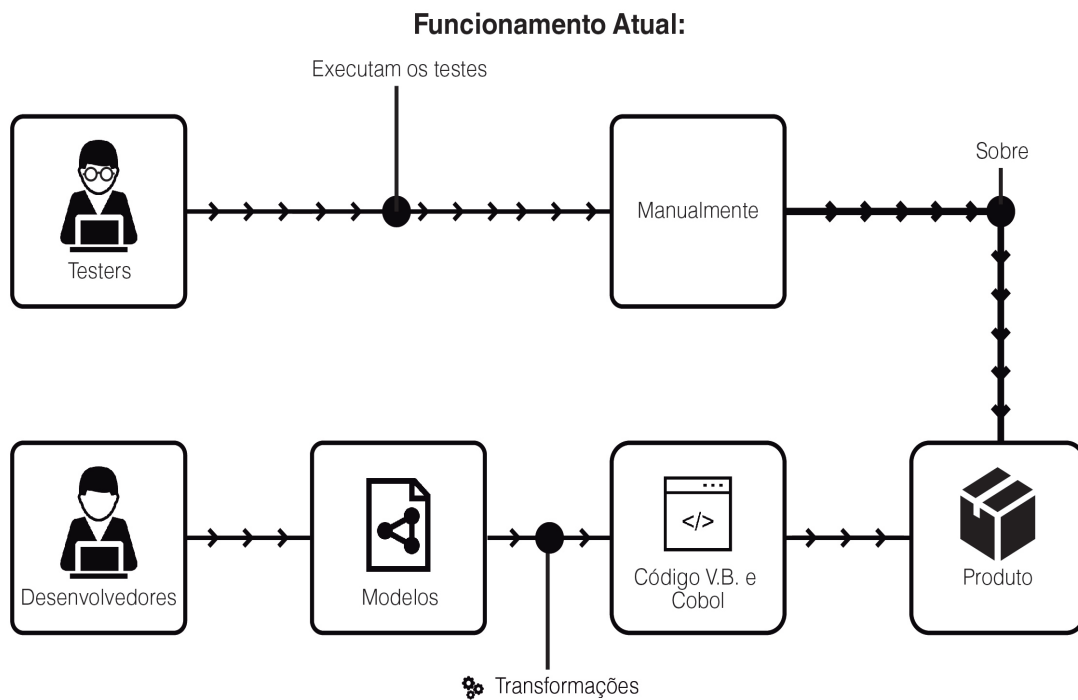 Funcionamento Atual:
Executam os testes
Sobre
Manualmente
Testers
</>
Desenvolvedores
Modelos
Código V.B. e
Cobol
Produto
Transformações